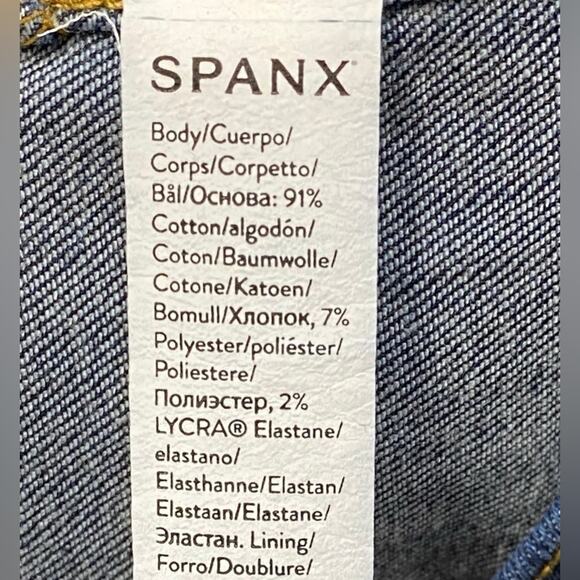 SPANX
Body/Cuerpo/
Corps/Corpetto/
Bål/Основа: 91%
Cotton/algodón/
Coton/Baumwolle/
Cotone/Katoen/
Bomull/Хлопок, 7%
Polyester/poliéster/
Poliestere/
Полиэстер, 2%
LYCRA® Elastane/
elastano/
Elasthanne/Elastan/
Elastaan/Elastane/
Эластан. Lining/
Forro/Doublure/